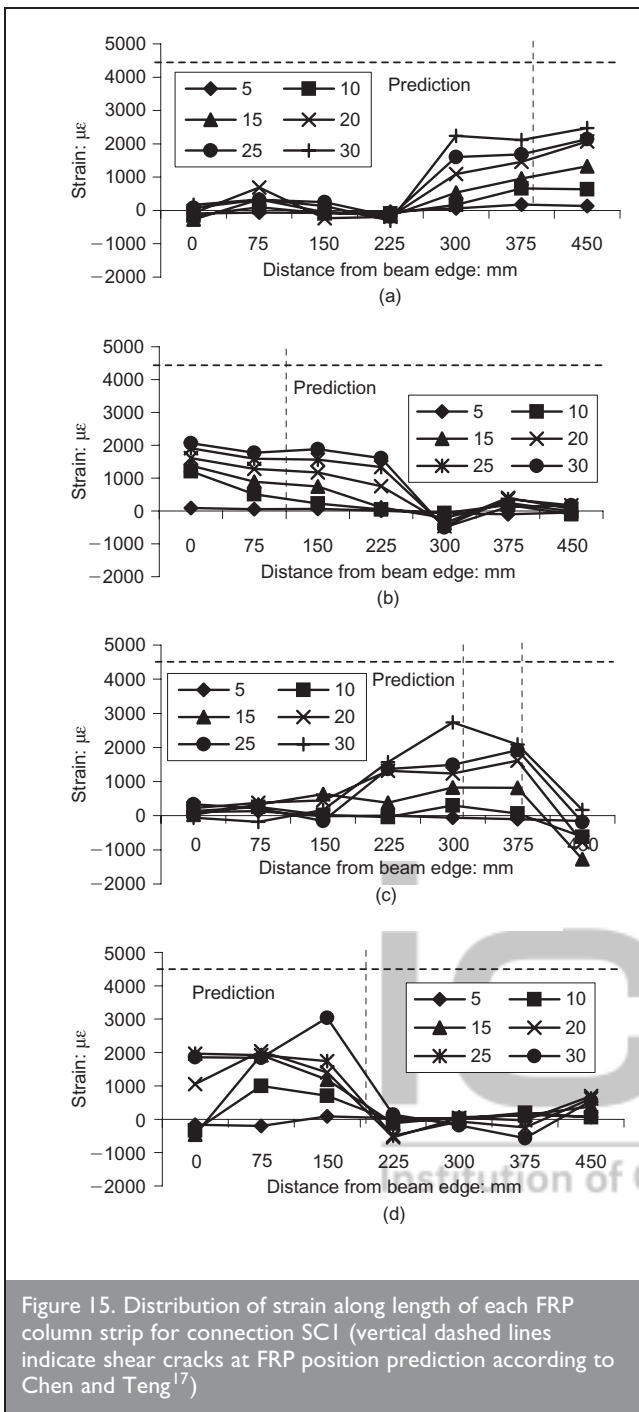 5000
4000
3000
2000
1000
0
−1000
−2000
Strain: με
Prediction
5 10
15 20
25 30
0 75 150 225 300 375 450
Distance from beam edge: mm
(a)
5000
4000
3000
2000
1000
0
−1000
−2000
Strain: με
Prediction
5 10
15 20
25 30
0 75 150 225 300 375 450
Distance from beam edge: mm
(b)
5000
4000
3000
2000
1000
0
−1000
−2000
Strain: με
Prediction
5 10
15 20
25 30
0 75 150 225 300 375 450
Distance from beam edge: mm
(c)
5000
4000
3000
2000
1000
0
−1000
−2000
Strain: με
Prediction
5 10
15 20
25 30
0 75 150 225 300 375 450
Distance from beam edge: mm
(d)
Institution of
Figure 15. Distribution of strain along length of each FRP
column strip for connection SC1 (vertical dashed lines
indicate shear cracks at FRP position prediction according to
Chen and Teng17)